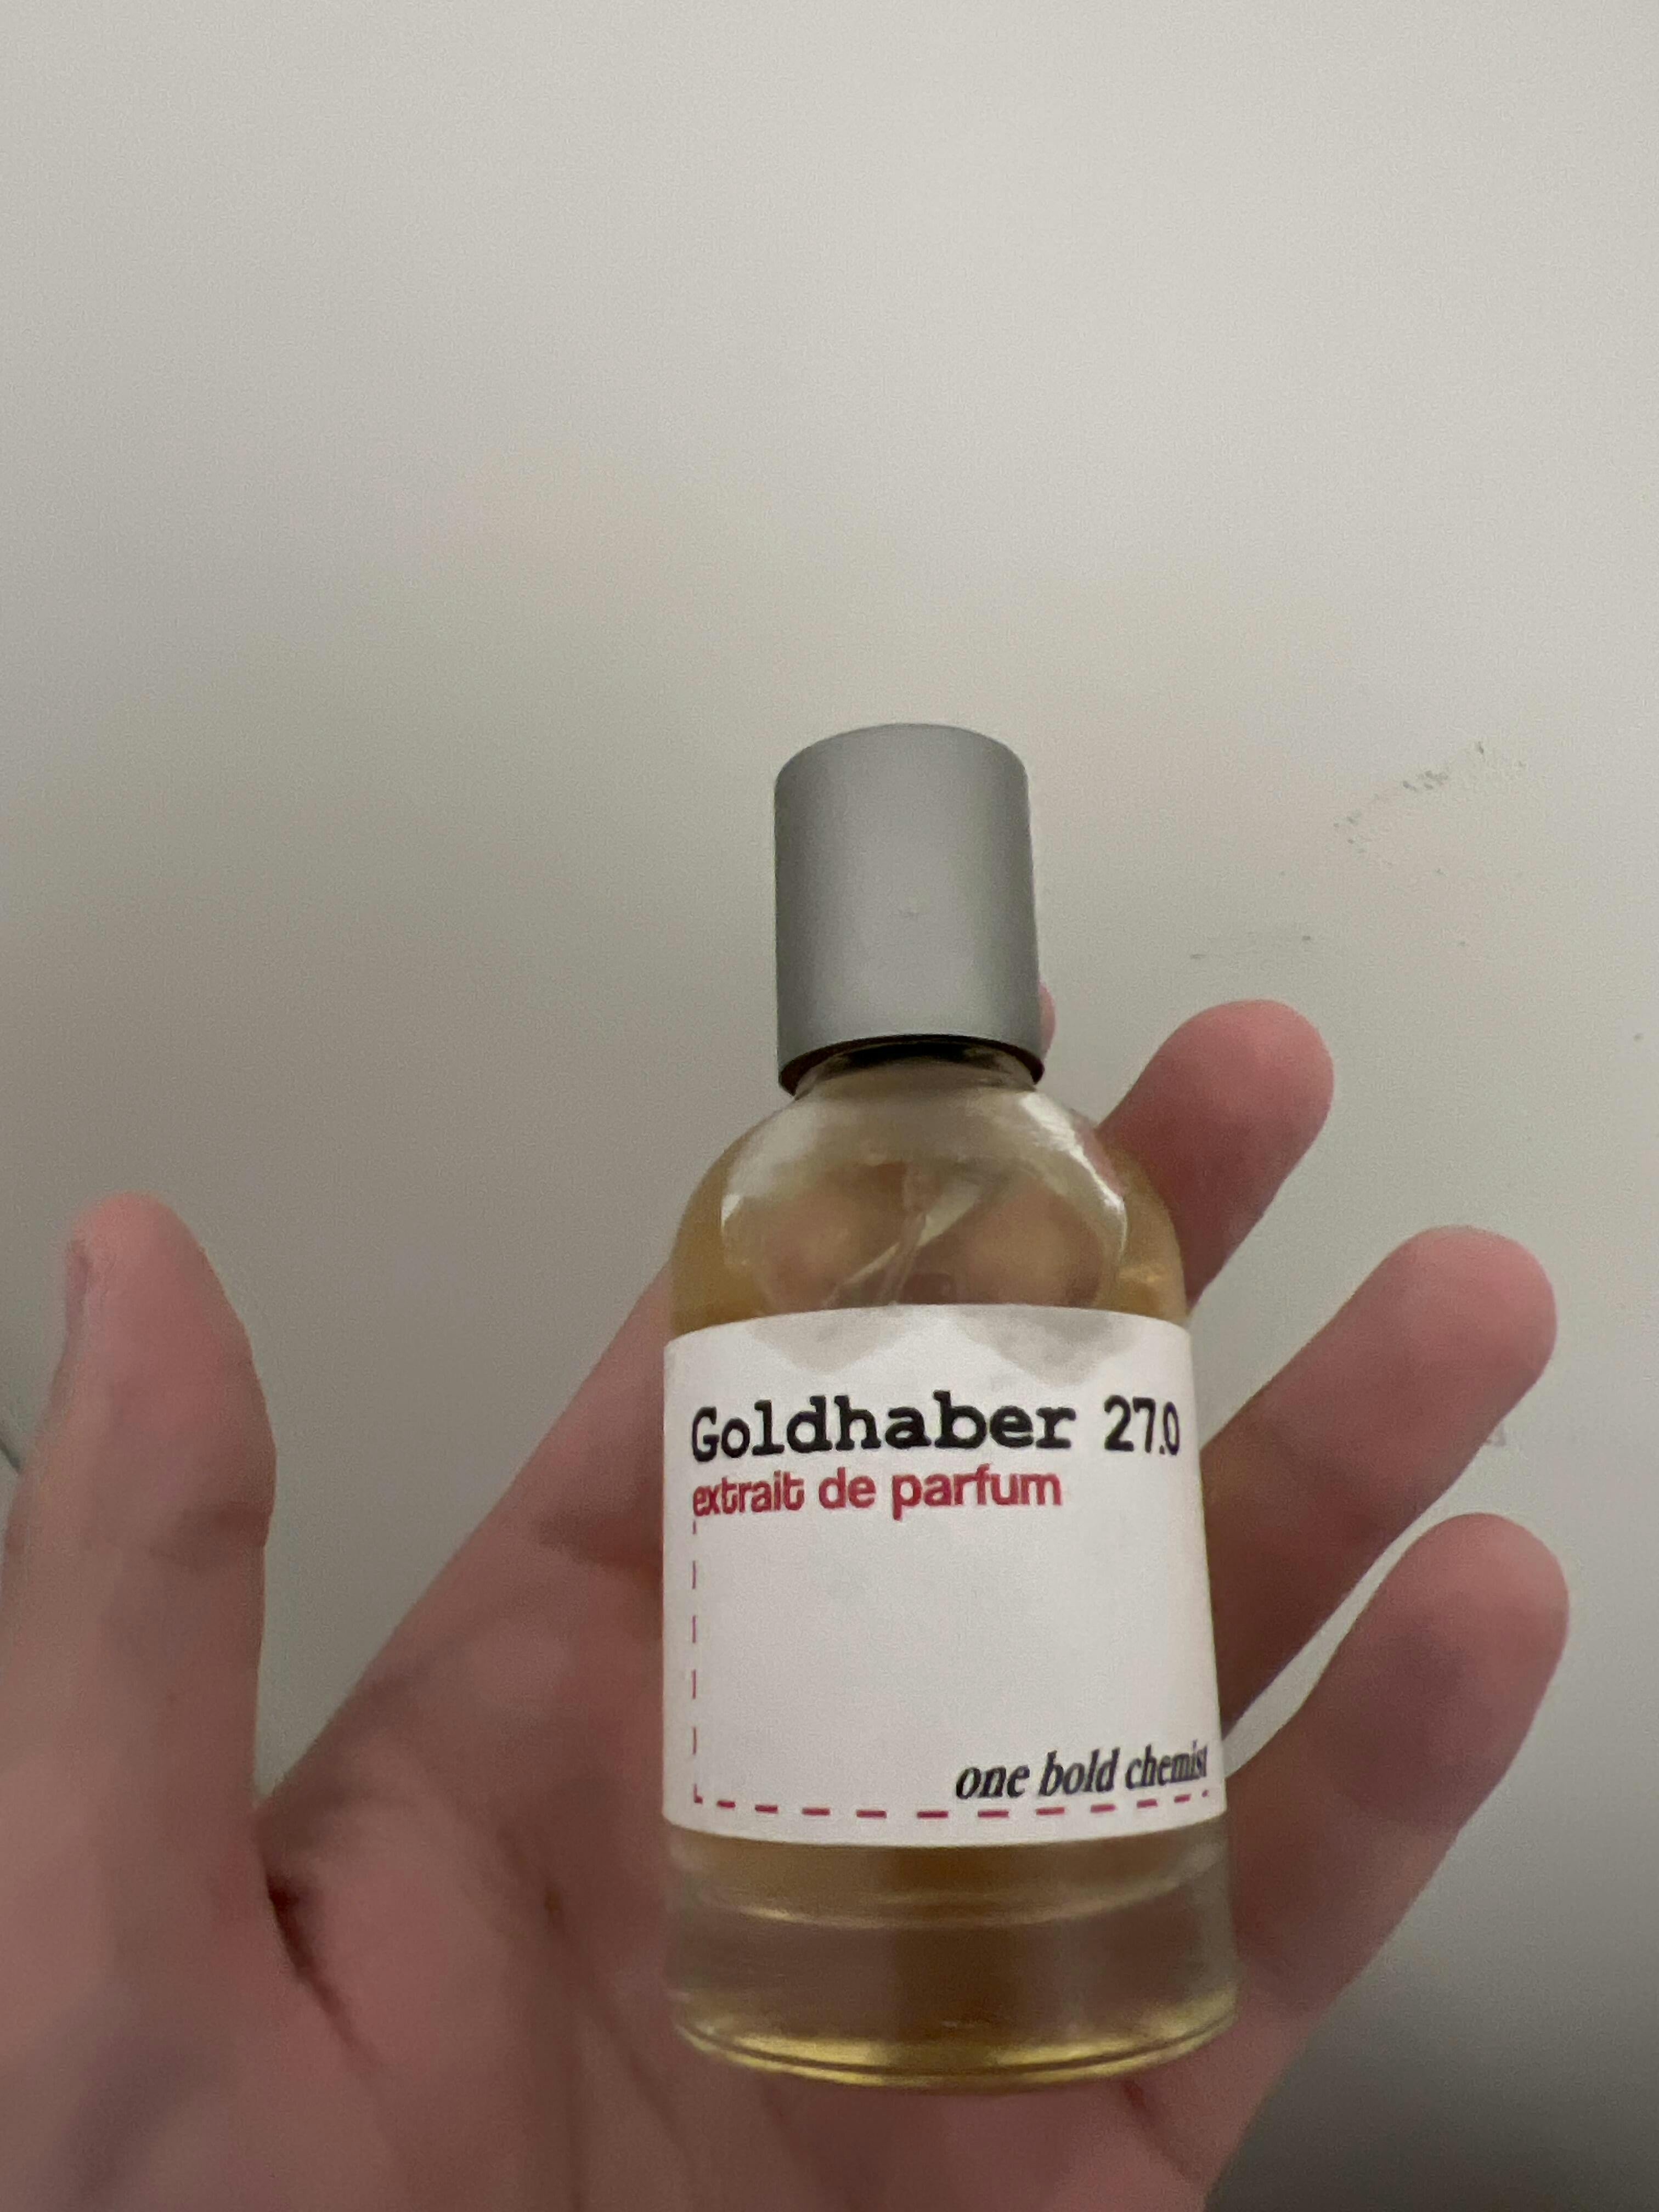 Goldhaber 27.0
extrait de parfum
one bold chemist